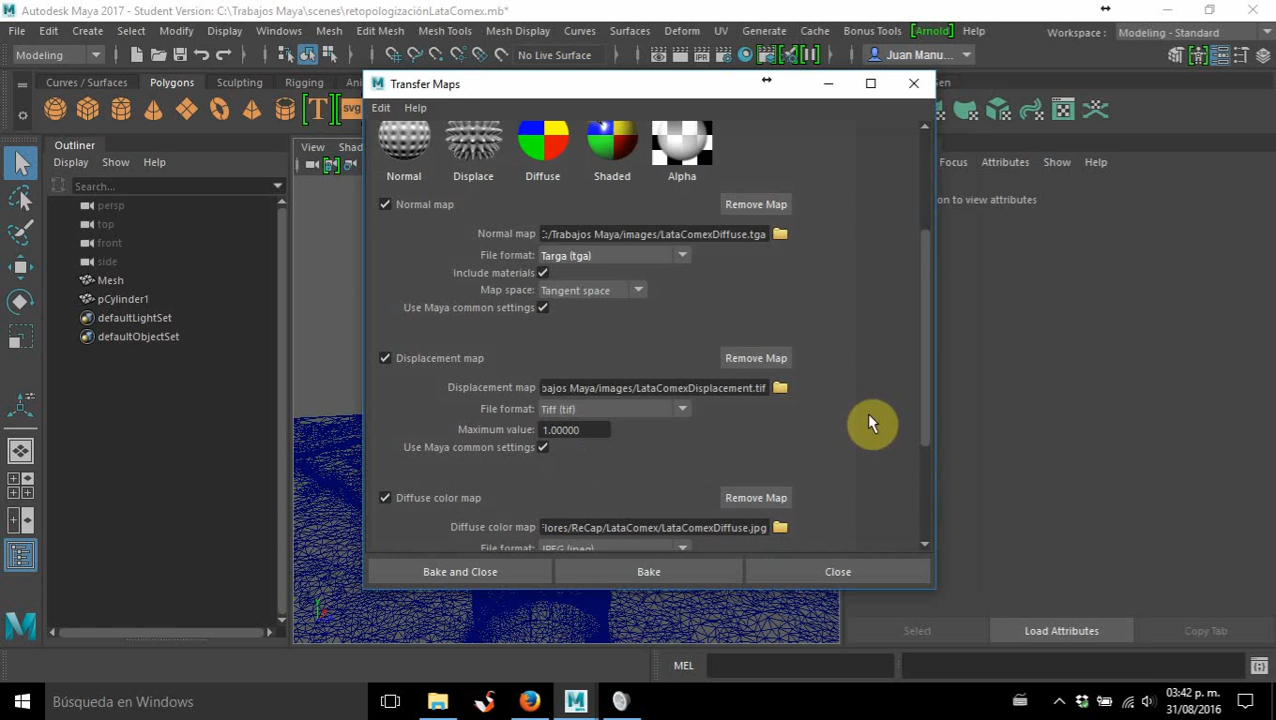 Autodesk Maya 2017 - Student Version: C:\Trabajos Maya\scenes\retopologizaciónLataComex.mb*
File Edit Create Select Modify Display Windows Mesh Edit Mesh Mesh Tools Mesh Display Curves Surfaces Deform UV Generate Cache Bonus Tools [Arnold] Help Workspace : Modeling - Standard
Modeling No Live Surface Juan Manu...
Curves / Surfaces Polygons Sculpting Rigging
Transfer Maps
Edit Help
Outliner
Display Show Help
Search...
persp
top
front
side
Mesh
pCylinder1
defaultLightSet
defaultObjectSet
View
Focus Attributes Show Help
Normal Displace Diffuse Shaded Alpha
Normal map Remove Map
Normal map :/Trabajos Maya/images/LataComexDiffuse.tga
File format: Targa (tga)
Include materials
Map space: Tangent space
Use Maya common settings
Displacement map Remove Map
Displacement map bajos Maya/images/LataComexDisplacement.tif
File format: Tiff (tif)
Maximum value: 1.00000
Use Maya common settings
Diffuse color map Remove Map
Diffuse color map lores/ReCap/LataComex/LataComexDiffuse.jpg
File format: JPEG (jpeg)
Bake and Close Bake Close
Select Load Attributes Copy Tab
MEL
Búsqueda en Windows
03:42 p. m.
31/08/2016